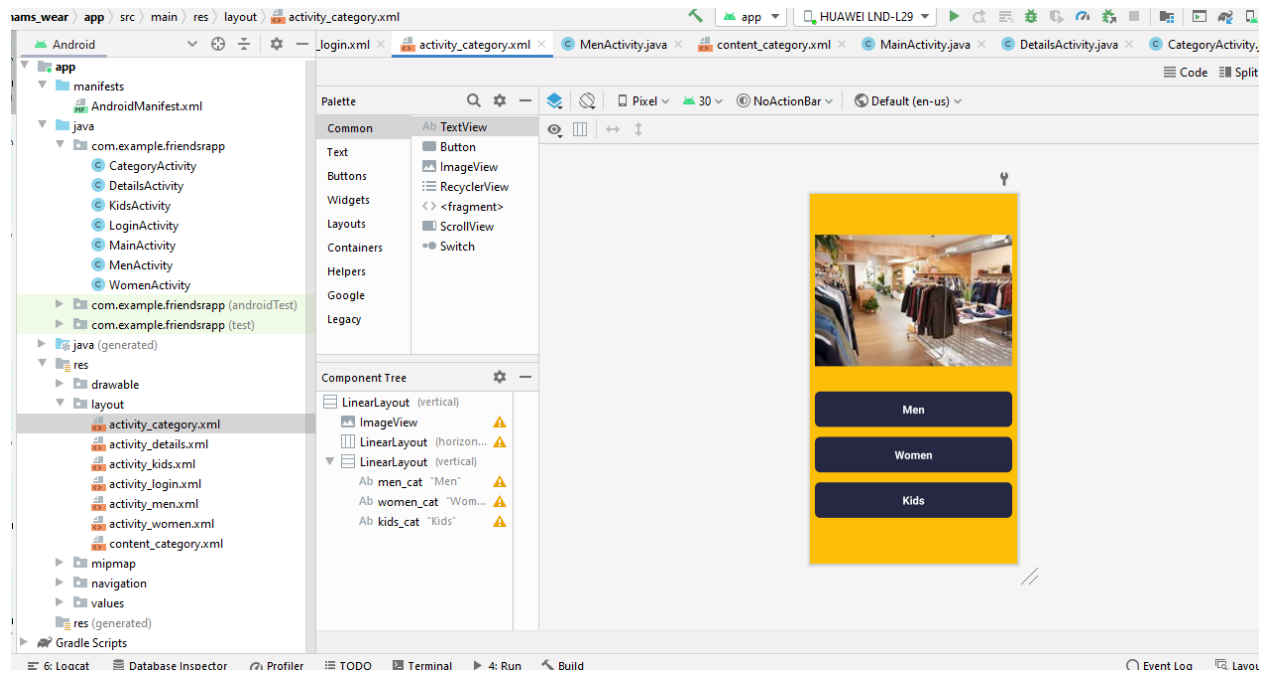 nams_wear app src main res layout activity_category.xml
app HUAWEI LND-L29
Android
_login.xml activity_category.xml MenActivity.java content_category.xml MainActivity.java DetailsActivity.java CategoryActivity.
Code Split
app
manifests
AndroidManifest.xml
java
com.example.friendsrapp
CategoryActivity
DetailsActivity
KidsActivity
LoginActivity
MainActivity
MenActivity
WomenActivity
com.example.friendsrapp (androidTest)
com.example.friendsrapp (test)
java (generated)
res
drawable
layout
activity_category.xml
activity_details.xml
activity_kids.xml
activity_login.xml
activity_men.xml
activity_women.xml
content_category.xml
mipmap
navigation
values
res (generated)
Gradle Scripts
Palette
Common
Text
Buttons
Widgets
Layouts
Containers
Helpers
Google
Legacy
Ab TextView
Button
ImageView
RecyclerView
<fragment>
ScrollView
Switch
Pixel 30 NoActionBar Default (en-us)
Component Tree
LinearLayout (vertical)
ImageView
LinearLayout (horizon...
LinearLayout (vertical)
Ab men_cat "Men"
Ab women_cat "Wom...
Ab kids_cat "Kids"
Men
Women
Kids
6: Logcat Database Inspector Profiler TODO Terminal 4: Run Build Event Log Layou